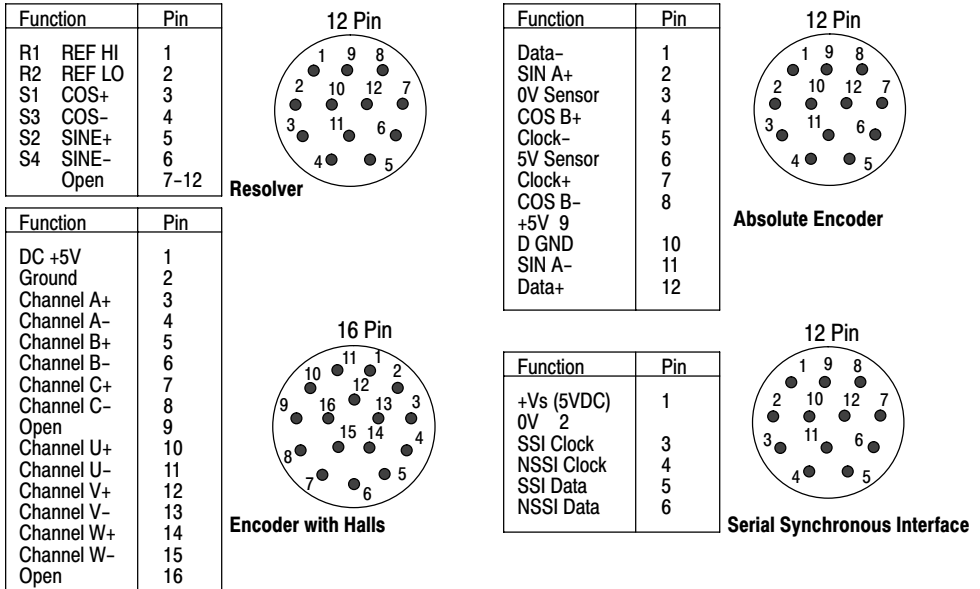 Function Pin
R1 REF HI 1
R2 REF LO 2
S1 COS+ 3
S3 COS– 4
S2 SINE+ 5
S4 SINE– 6
Open 7–12
12 Pin
1 9 8
2 10 12 7
3 11 6
4 5
Resolver
Function Pin
Data– 1
SIN A+ 2
0V Sensor 3
COS B+ 4
Clock– 5
5V Sensor 6
Clock+ 7
COS B– 8
+5V 9
D GND 10
SIN A– 11
Data+ 12
12 Pin
1 9 8
2 10 12 7
3 11 6
4 5
Absolute Encoder
Function Pin
DC +5V 1
Ground 2
Channel A+ 3
Channel A– 4
Channel B+ 5
Channel B– 6
Channel C+ 7
Channel C– 8
Open 9
Channel U+ 10
Channel U– 11
Channel V+ 12
Channel V– 13
Channel W+ 14
Channel W– 15
Open 16
16 Pin
11 1
10 12 2
9 16 13 3
15 14 4
8
7 6 5
Encoder with Halls
Function Pin
+Vs (5VDC) 1
0V 2
SSI Clock 3
NSSI Clock 4
SSI Data 5
NSSI Data 6
12 Pin
1 9 8
2 10 12 7
3 11 6
4 5
Serial Synchronous Interface